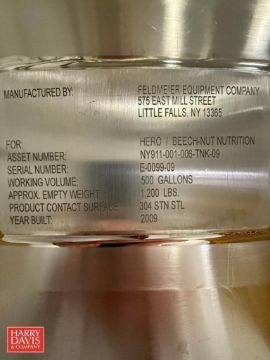 MANUFACTURED BY: FELDMEIER EQUIPMENT COMPANY
575 EAST MILL STREET
LITTLE FALLS, NY 13365
FOR: HERO / BEECH-NUT NUTRITION
ASSET NUMBER: NY911-001-006-TNK-09
SERIAL NUMBER: E-0099-09
WORKING VOLUME: 500 GALLONS
APPROX. EMPTY WEIGHT: 1,200 LBS.
PRODUCT CONTACT SURFACE: 304 STN STL
YEAR BUILT: 2009
HARRY
DAVIS
& COMPANY